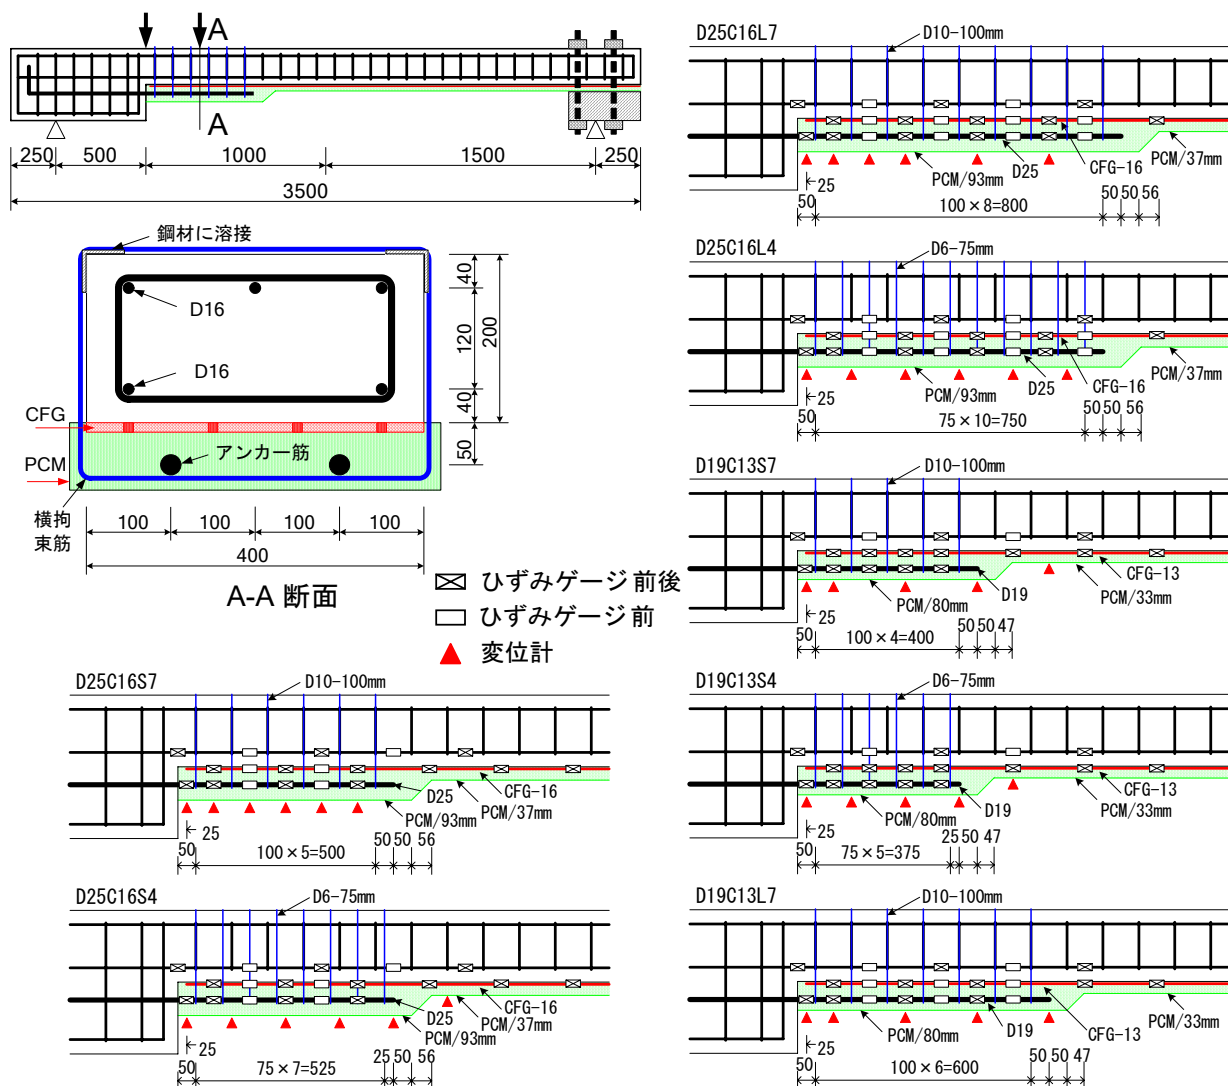 A
A
250
500
1000
1500
250
3500
鋼材に溶接
D16
D16
CFG
PCM
アンカー筋
横拘
束筋
40
120
200
40
50
100
100
100
100
400
A-A 断面
ひずみゲージ 前後
ひずみゲージ 前
変位計
D25C16S7
D10-100mm
CFG-16
D25
PCM/37mm
PCM/93mm
25
50
100×5=500
50
50
56
D25C16S4
D6-75mm
CFG-16
D25
PCM/37mm
PCM/93mm
25
50
75×7=525
25
50
56
D25C16L7
D10-100mm
PCM/37mm
CFG-16
D25
PCM/93mm
25
50
100×8=800
50
50
56
D25C16L4
D6-75mm
PCM/37mm
CFG-16
D25
PCM/93mm
25
50
75×10=750
50
50
56
D19C13S7
D10-100mm
CFG-13
D19
PCM/33mm
PCM/80mm
25
50
100×4=400
50
50
47
D19C13S4
D6-75mm
CFG-13
D19
PCM/33mm
PCM/80mm
25
50
75×5=375
25
50
47
D19C13L7
D10-100mm
PCM/33mm
CFG-13
D19
PCM/80mm
25
50
100×6=600
50
50
47